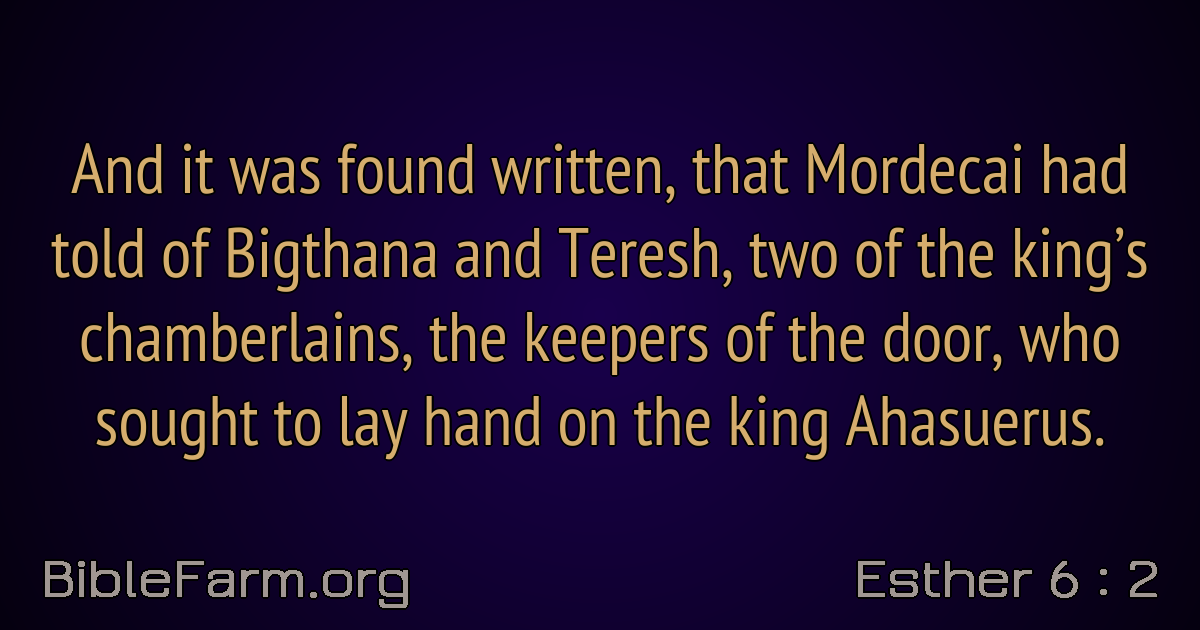 And it was found written, that Mordecai had
told of Bigthana and Teresh, two of the king’s
chamberlains, the keepers of the door, who
sought to lay hand on the king Ahasuerus.
BibleFarm.org
Esther 6 : 2